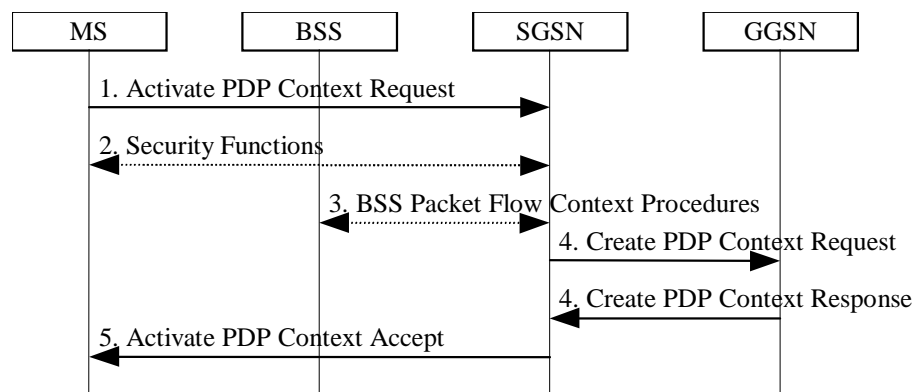 MS BSS SGSN GGSN
1. Activate PDP Context Request
2. Security Functions
3. BSS Packet Flow Context Procedures
4. Create PDP Context Request
4. Create PDP Context Response
5. Activate PDP Context Accept